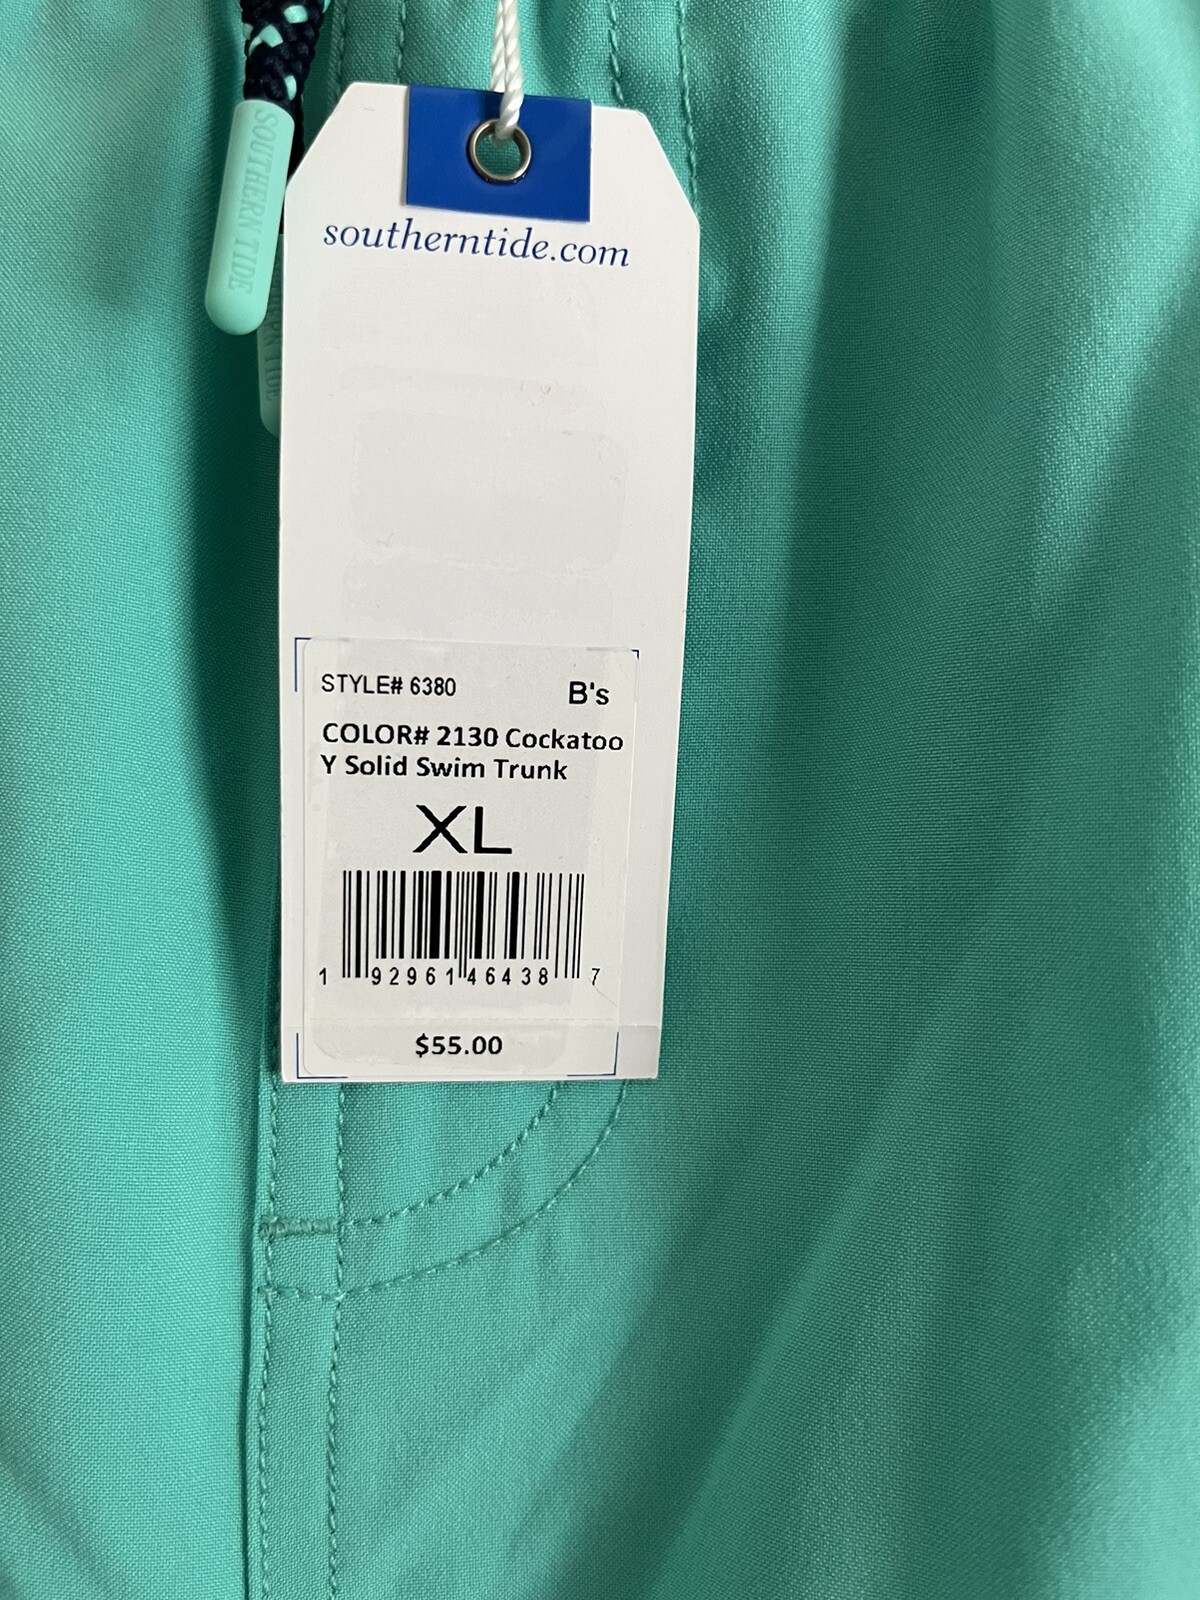 SOUTHERN TIDE
southerntide.com
STYLE# 6380 B's
COLOR# 2130 Cockatoo
Y Solid Swim Trunk
XL
1 92961 46438 7
$55.00